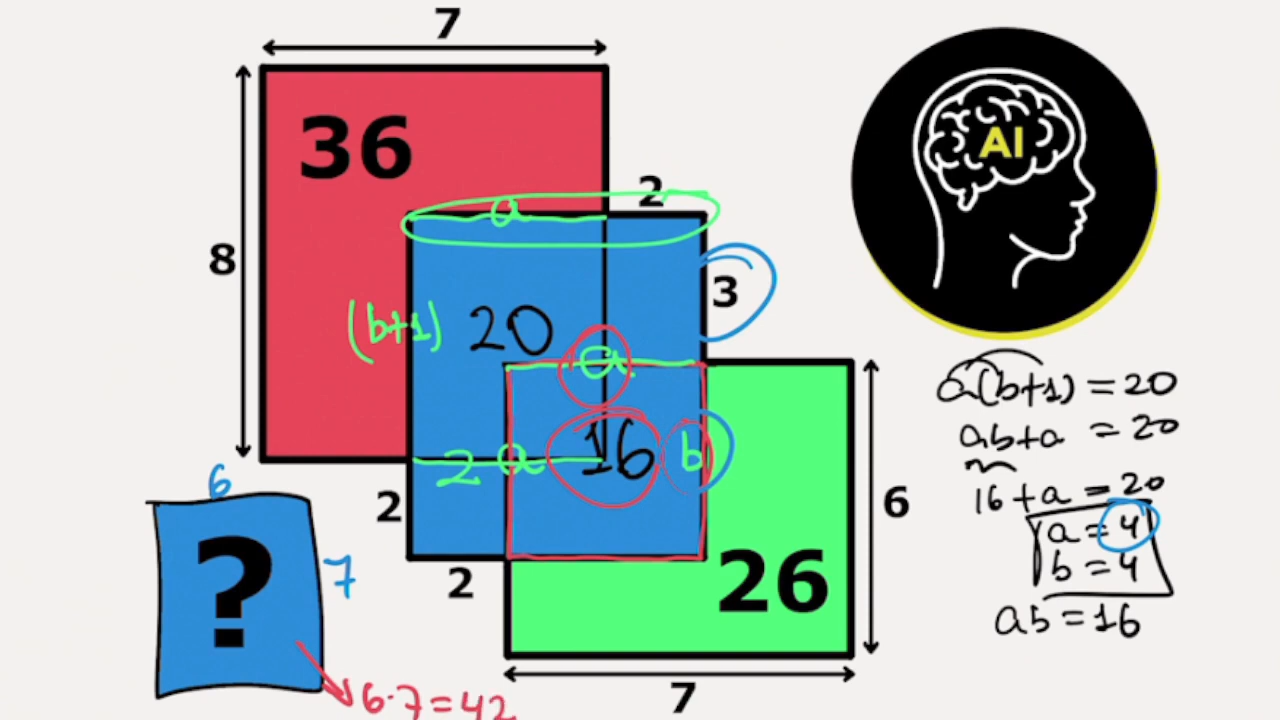 7
36
AI
2
a
8
3
(b+1)
20
a
a(b+1) = 20
ab+a = 20
16
b
2 a
16+a = 20
6
2
6
a = 4
?
7
2
26
b = 4
ab = 16
6·7=42
7